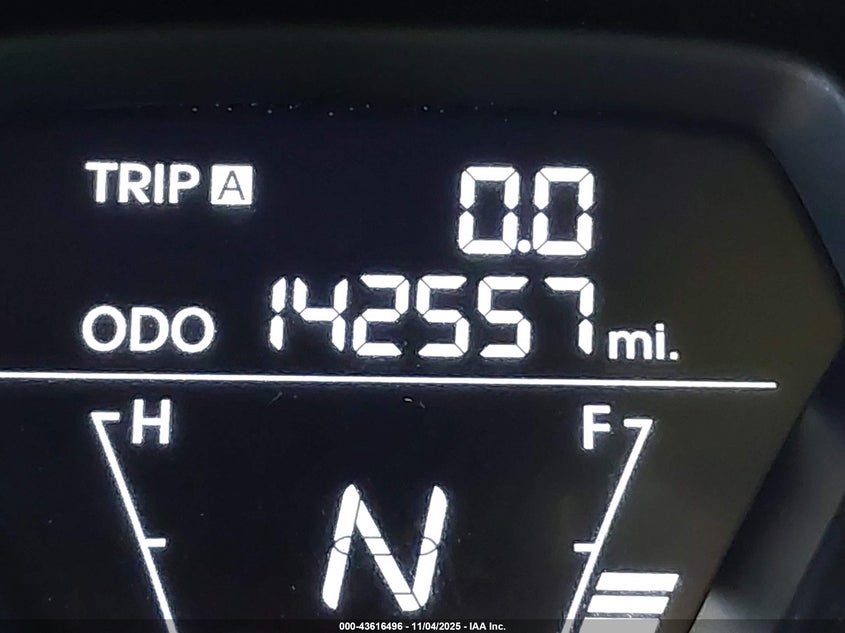 TRIP A 0.0
ODO 142557 mi.
H F
N
000-43616496 - 11/04/2025 - IAA Inc.